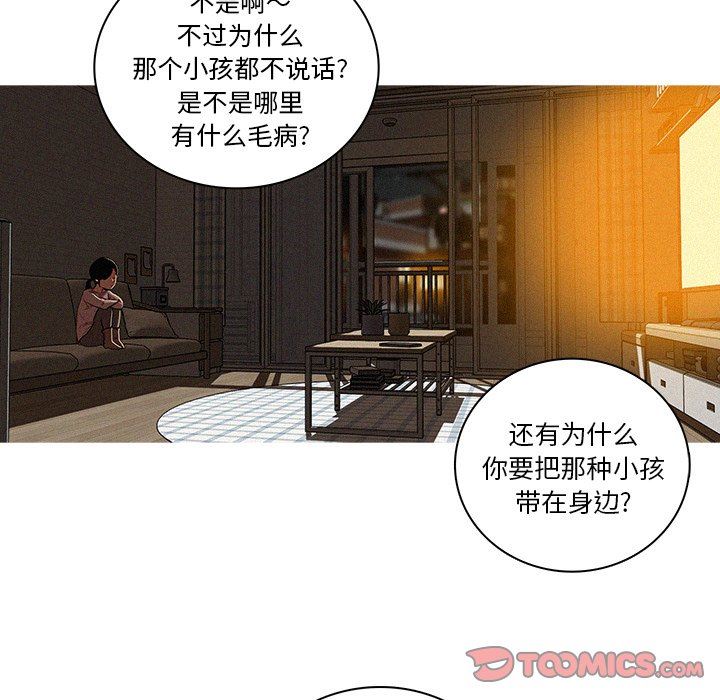 不是啊～
不过为什么
那个小孩都不说话?
是不是哪里
有什么毛病?
还有为什么
你要把那种小孩
带在身边?
TOOMICS.COM